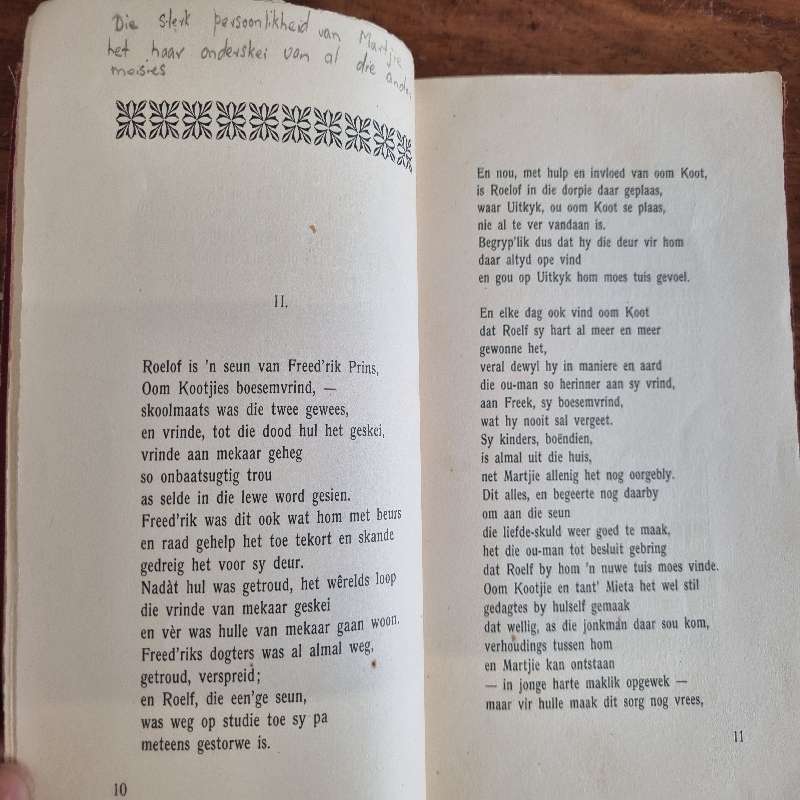 Die sterk persoonlikheid van Martjie
het haar onderskei van al die ander
meisies
II.
Roelof is 'n seun van Freed'rik Prins,
Oom Kootjies boesemvrind, —
skoolmaats was die twee gewees,
en vrinde, tot die dood hul het geskei,
vrinde aan mekaar geheg
so onbaatsugtig trou
as selde in die lewe word gesien.
Freed'rik was dit ook wat hom met beurs
en raad gehelp het toe tekort en skande
gedreig het voor sy deur.
Nadàt hul was getroud, het wêrelds loop
die vrinde van mekaar geskei
en vèr was hulle van mekaar gaan woon.
Freed'riks dogters was al almal weg,
getroud, verspreid;
en Roelf, die een'ge seun,
was weg op studie toe sy pa
meteens gestorwe is.
10
En nou, met hulp en invloed van oom Koot,
is Roelof in die dorpie daar geplaas,
waar Uitkyk, ou oom Koot se plaas,
nie al te ver vandaan is.
Begryp'lik dus dat hy die deur vir hom
daar altyd ope vind
en gou op Uitkyk hom moes tuis gevoel.
En elke dag ook vind oom Koot
dat Roelf sy hart al meer en meer
gewonne het,
veral dewyl hy in maniere en aard
die ou-man so herinner aan sy vrind,
aan Freek, sy boesemvrind,
wat hy nooit sal vergeet.
Sy kinders, boëndien,
is almal uit die huis,
net Martjie allenig het nog oorgebly.
Dit alles, en begeerte nog daarby
om aan die seun
die liefde-skuld weer goed te maak,
het die ou-man tot besluit gebring
dat Roelf by hom 'n nuwe tuis moes vinde.
Oom Kootjie en tant' Mieta het wel stil
gedagtes by hulself gemaak
dat wellig, as die jonkman daar sou kom,
verhoudings tussen hom
en Martjie kan ontstaan
— in jonge harte maklik opgewek —
maar vir hulle maak dit sorg nog vrees,
11